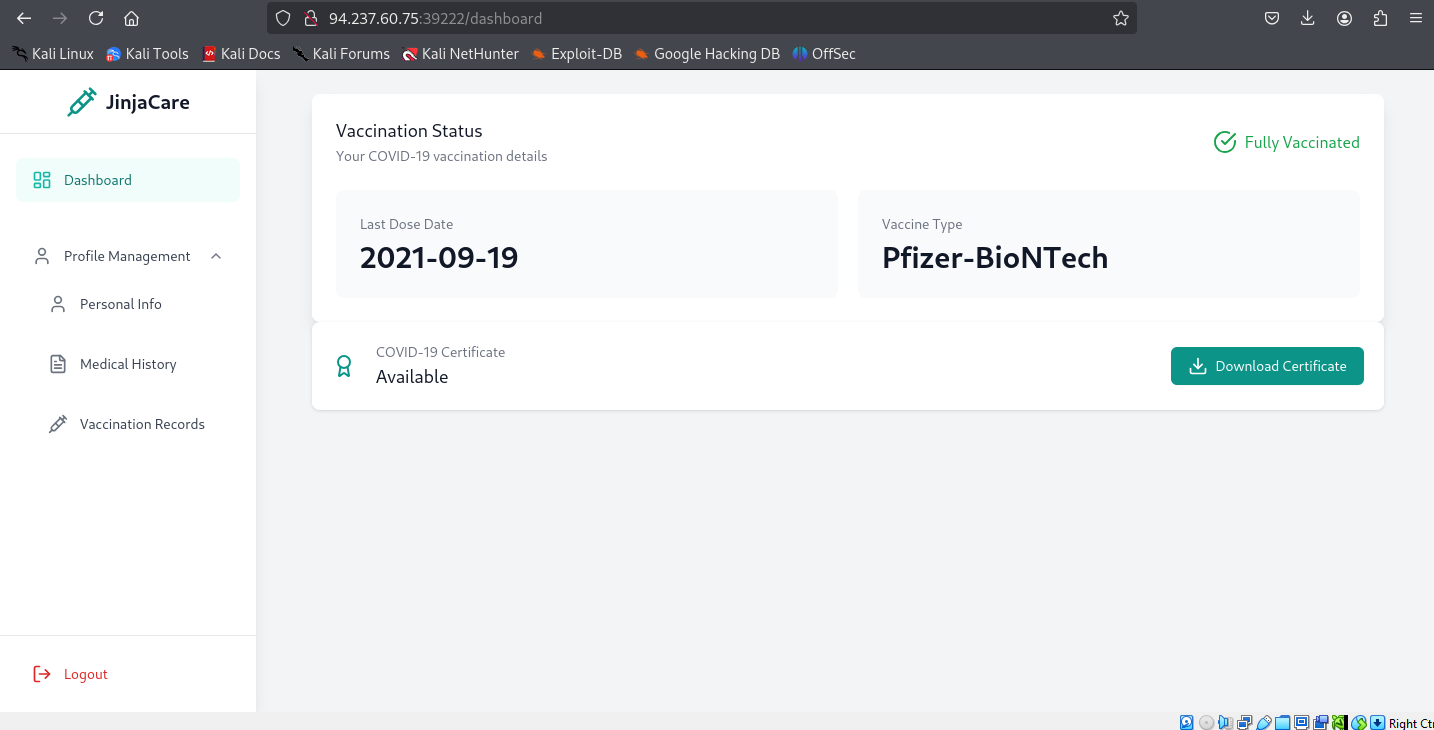 94.237.60.75:39222/dashboard
Kali Linux Kali Tools Kali Docs Kali Forums Kali NetHunter Exploit-DB Google Hacking DB OffSec
JinjaCare
Dashboard
Profile Management
Personal Info
Medical History
Vaccination Records
Logout
Vaccination Status
Your COVID-19 vaccination details
Fully Vaccinated
Last Dose Date
2021-09-19
Vaccine Type
Pfizer-BioNTech
COVID-19 Certificate
Available
Download Certificate
Right Ctr